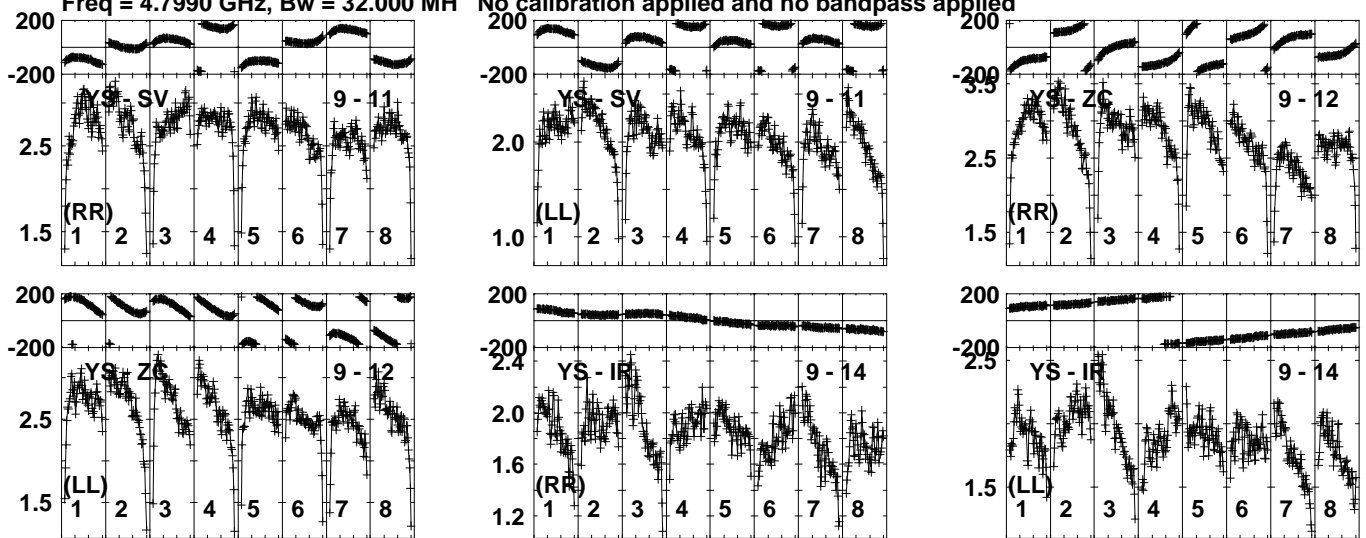 Freq = 4.7990 GHz, Bw = 32.000 MH No calibration applied and no bandpass applied
200
-200
YS - SV 9 - 11
2.5
1.5
(RR)
1 2 3 4 5 6 7 8
200
-200
YS - SV 9 - 11
2.0
1.0
(LL)
1 2 3 4 5 6 7 8
200
-200
3.5
YS - ZC 9 - 12
2.5
1.5
(RR)
1 2 3 4 5 6 7 8
200
-200
YS - ZC 9 - 12
2.5
1.5
(LL)
1 2 3 4 5 6 7 8
200
-200
2.4
YS - IR 9 - 14
2.0
1.6
1.2
(RR)
1 2 3 4 5 6 7 8
200
-200
2.5
YS - IR 9 - 14
1.5
(LL)
1 2 3 4 5 6 7 8